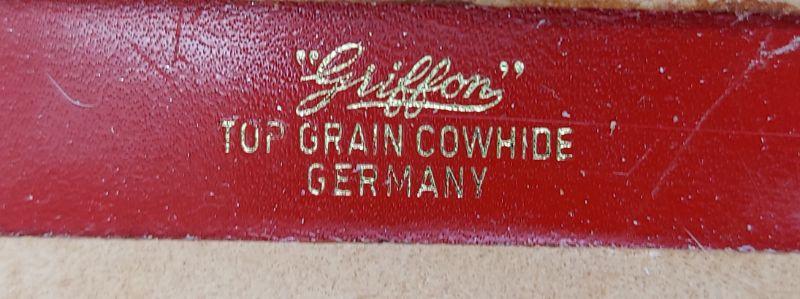 "Griffon"
TOP GRAIN COWHIDE
GERMANY